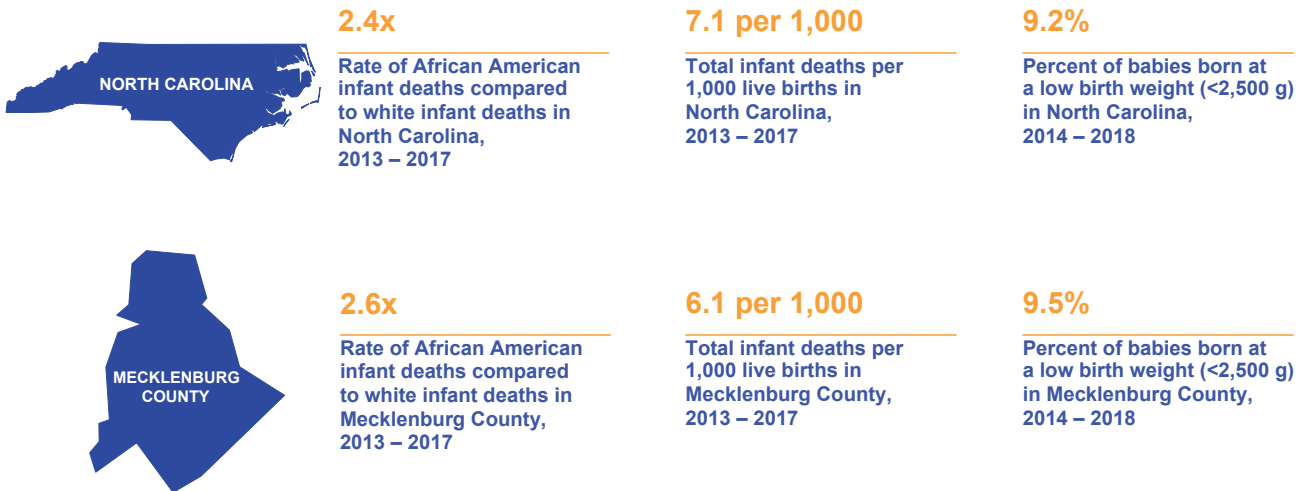 NORTH CAROLINA
2.4x
Rate of African American
infant deaths compared
to white infant deaths in
North Carolina,
2013 – 2017
7.1 per 1,000
Total infant deaths per
1,000 live births in
North Carolina,
2013 – 2017
9.2%
Percent of babies born at
a low birth weight (<2,500 g)
in North Carolina,
2014 – 2018
MECKLENBURG
COUNTY
2.6x
Rate of African American
infant deaths compared
to white infant deaths in
Mecklenburg County,
2013 – 2017
6.1 per 1,000
Total infant deaths per
1,000 live births in
Mecklenburg County,
2013 – 2017
9.5%
Percent of babies born at
a low birth weight (<2,500 g)
in Mecklenburg County,
2014 – 2018